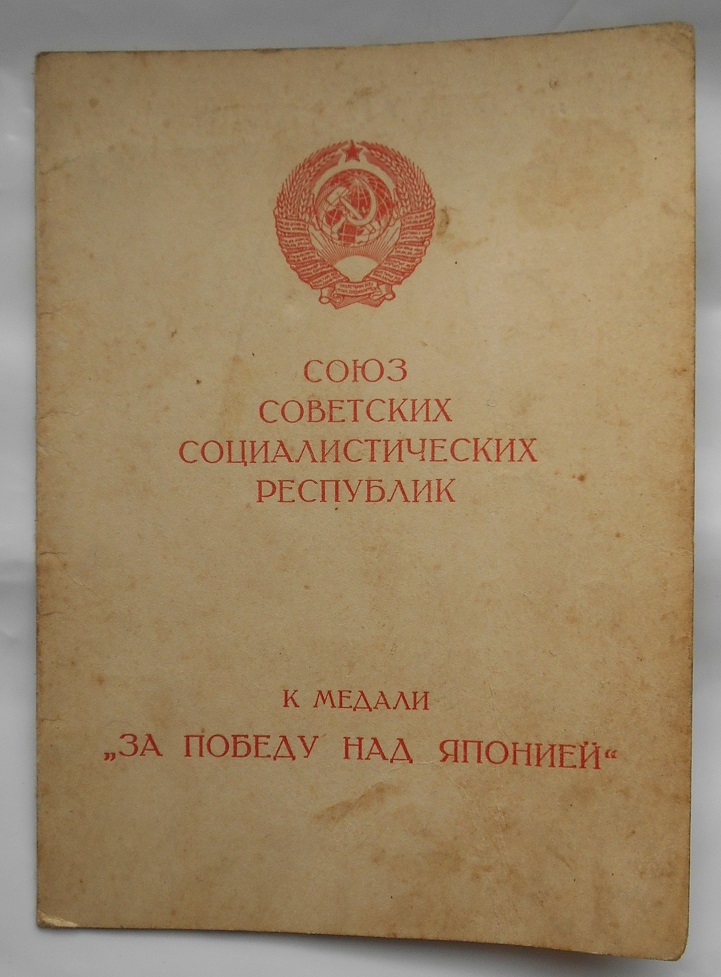 СОЮЗ
СОВЕТСКИХ
СОЦИАЛИСТИЧЕСКИХ
РЕСПУБЛИК
К МЕДАЛИ
„ЗА ПОБЕДУ НАД ЯПОНИЕЙ“